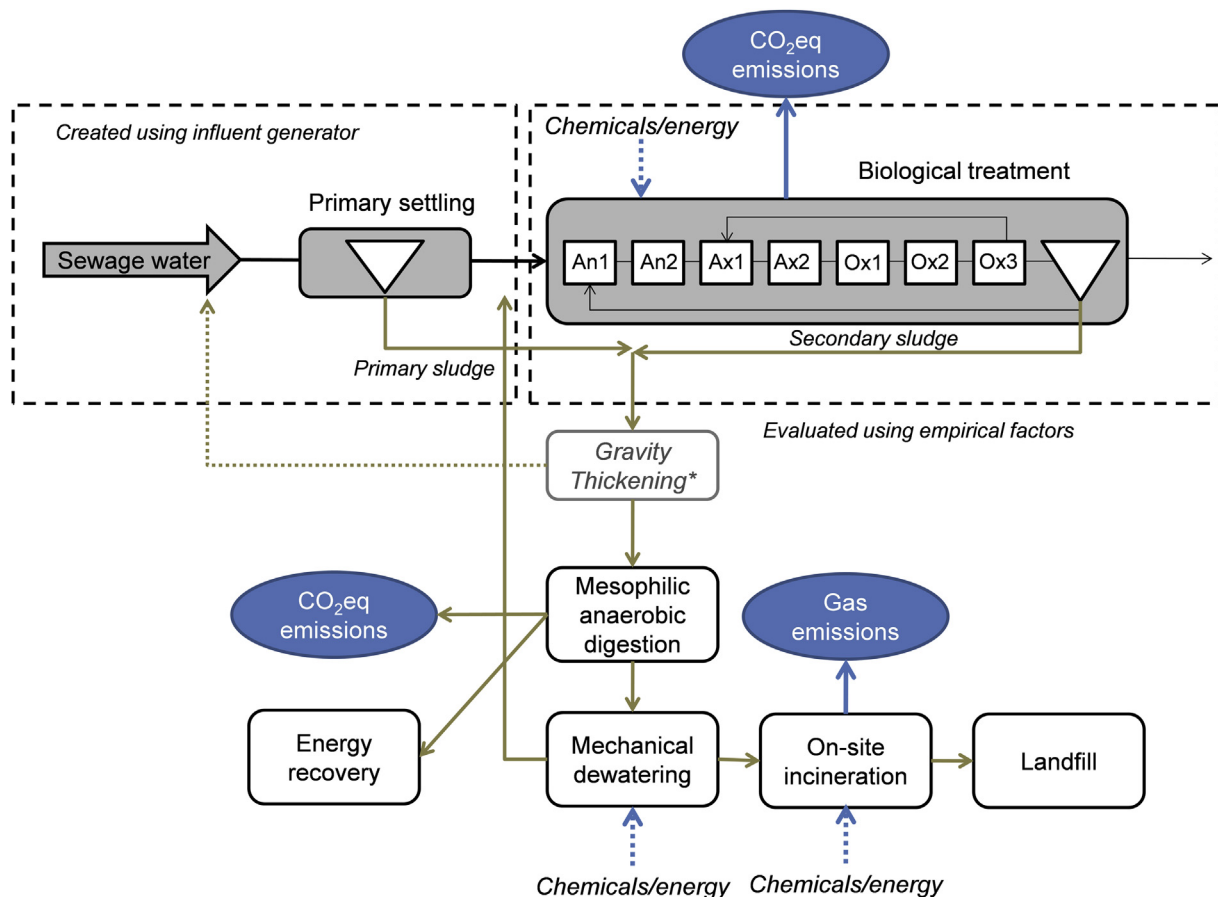 CO₂eq
emissions
Created using influent generator
Chemicals/energy
Biological treatment
Primary settling
Sewage water
An1
An2
Ax1
Ax2
Ox1
Ox2
Ox3
Secondary sludge
Primary sludge
Evaluated using empirical factors
Gravity
Thickening*
CO₂eq
emissions
Mesophilic
anaerobic
digestion
Gas
emissions
Energy
recovery
Mechanical
dewatering
On-site
incineration
Landfill
Chemicals/energy
Chemicals/energy